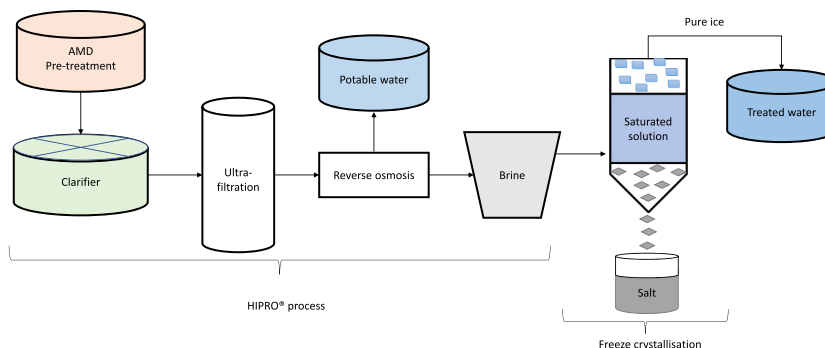 AMD
Pre-treatment
Clarifier
Ultra-
filtration
Potable water
Reverse osmosis
Brine
Pure ice
Saturated
solution
Treated water
Salt
HIPRO® process
Freeze crystallisation